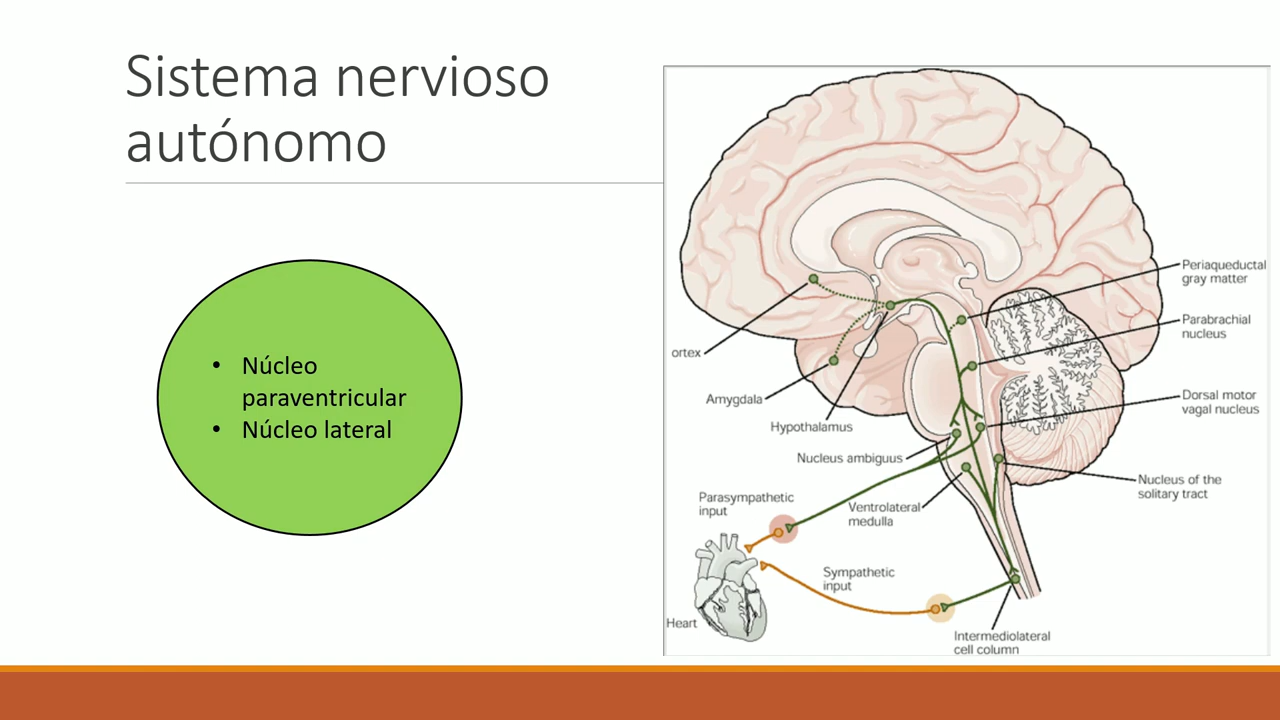 Sistema nervioso
autónomo
• Núcleo
paraventricular
• Núcleo lateral
Periaqueductal
gray matter
Parabrachial
nucleus
ortex
Amygdala
Dorsal motor
vagal nucleus
Hypothalamus
Nucleus ambiguus
Nucleus of the
solitary tract
Parasympathetic
input
Ventrolateral
medulla
Sympathetic
input
Heart
Intermediolateral
cell column